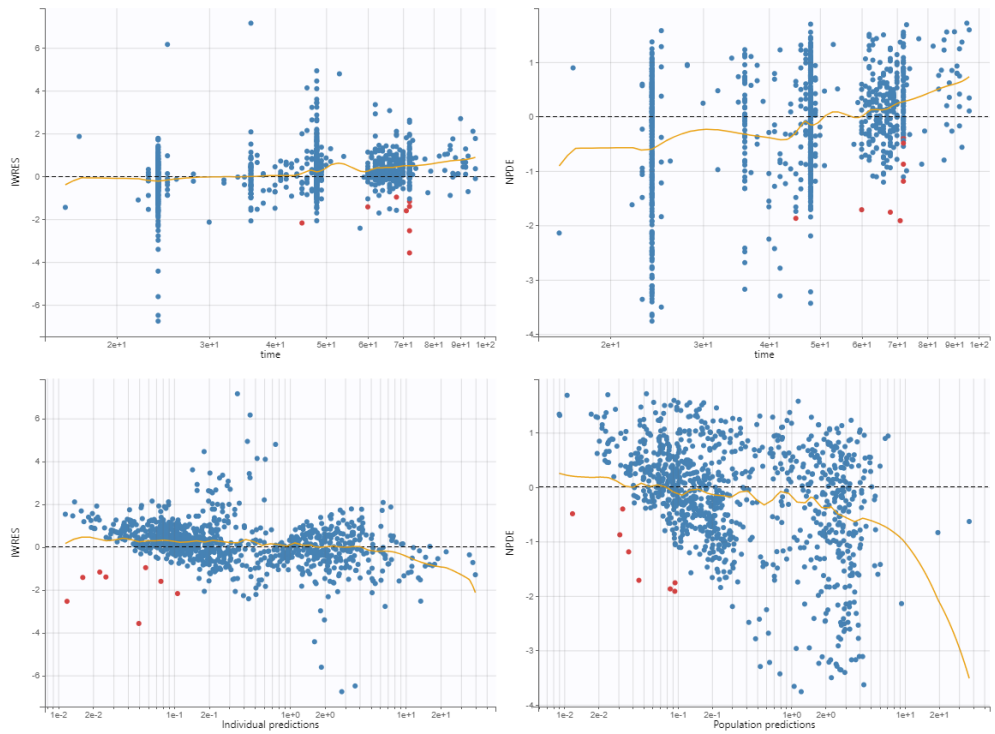 6
4
2
0
-2
-4
-6
IWRES
2e+1
3e+1
4e+1
5e+1
6e+1
7e+1
8e+1
9e+1
1e+2
time
1
0
-1
-2
-3
-4
NPDE
2e+1
3e+1
4e+1
5e+1
6e+1
7e+1
8e+1
9e+1
1e+2
time
6
4
2
0
-2
-4
-6
IWRES
1e-2
2e-2
1e-1
2e-1
1e+0
2e+0
1e+1
2e+1
Individual predictions
1
0
-1
-2
-3
-4
NPDE
1e-2
2e-2
1e-1
2e-1
1e+0
2e+0
1e+1
2e+1
Population predictions